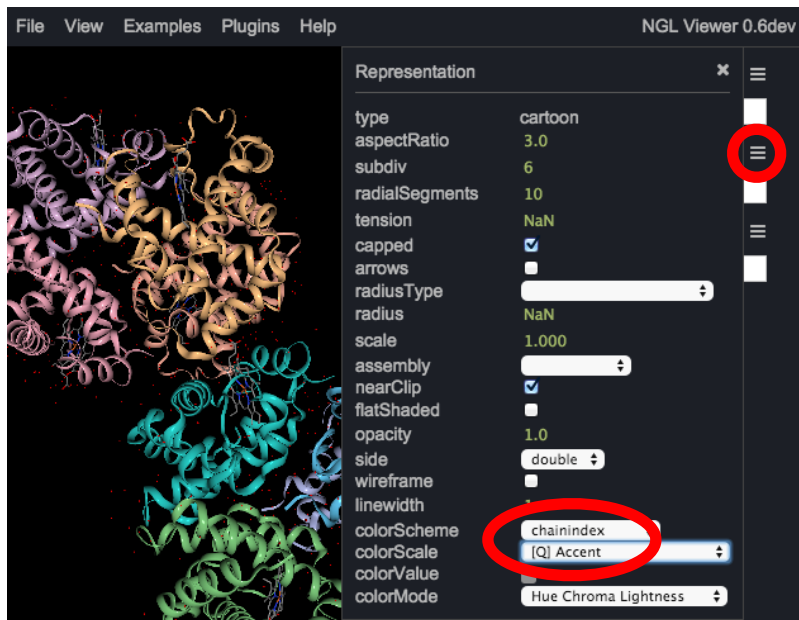 File View Examples Plugins Help NGL Viewer 0.6dev
Representation
type cartoon
aspectRatio 3.0
subdiv 6
radialSegments 10
tension NaN
capped
arrows
radiusType
radius NaN
scale 1.000
assembly
nearClip
flatShaded
opacity 1.0
side double
wireframe
linewidth
colorScheme chainindex
colorScale [Q] Accent
colorValue
colorMode Hue Chroma Lightness